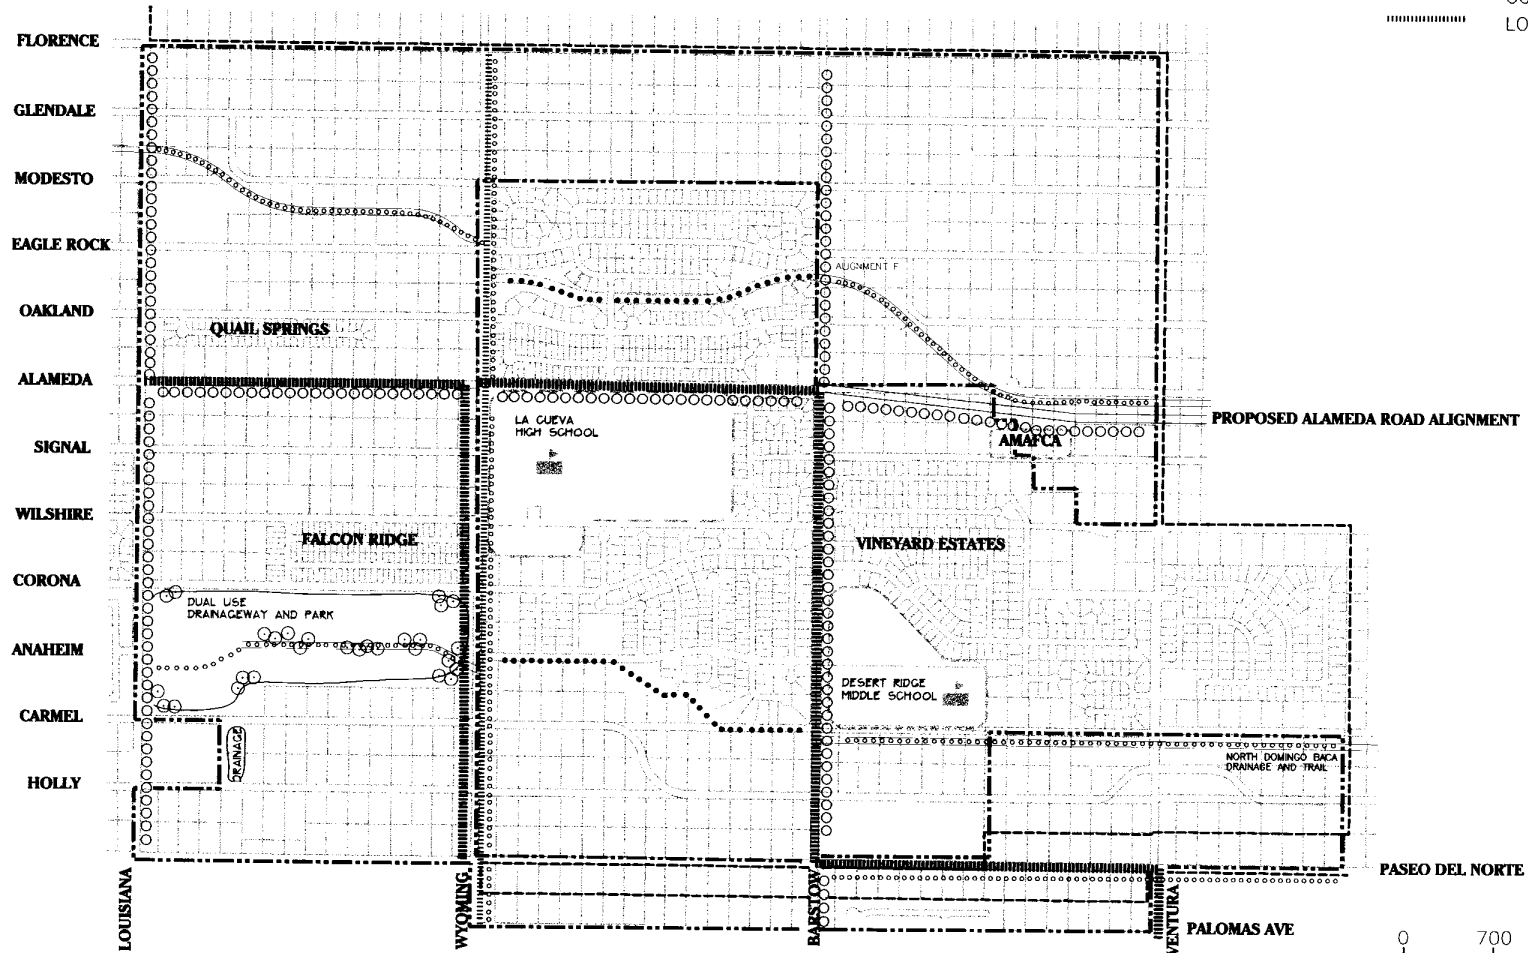 LO
FLORENCE
GLENDALE
MODESTO
EAGLE ROCK
ALIGNMENT F
OAKLAND
QUAIL SPRINGS
ALAMEDA
PROPOSED ALAMEDA ROAD ALIGNMENT
LA CUEVA
HIGH SCHOOL
AMAFCA
SIGNAL
WILSHIRE
FALCON RIDGE
VINEYARD ESTATES
CORONA
DUAL USE
DRAINAGEWAY AND PARK
ANAHEIM
DESERT RIDGE
MIDDLE SCHOOL
CARMEL
DRAINAGE
NORTH DOMINGO BACA
DRAINAGE AND TRAIL
HOLLY
PASEO DEL NORTE
LOUISIANA
WYOMING
BARSTOW
VENTURA
PALOMAS AVE
0 700